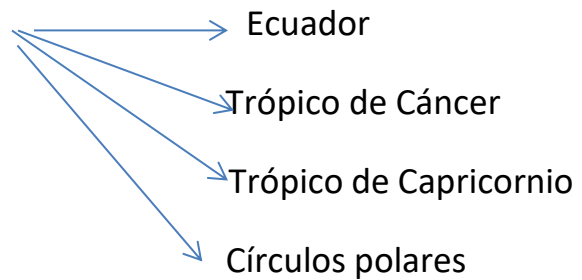 Ecuador
Trópico de Cáncer
Trópico de Capricornio
Círculos polares